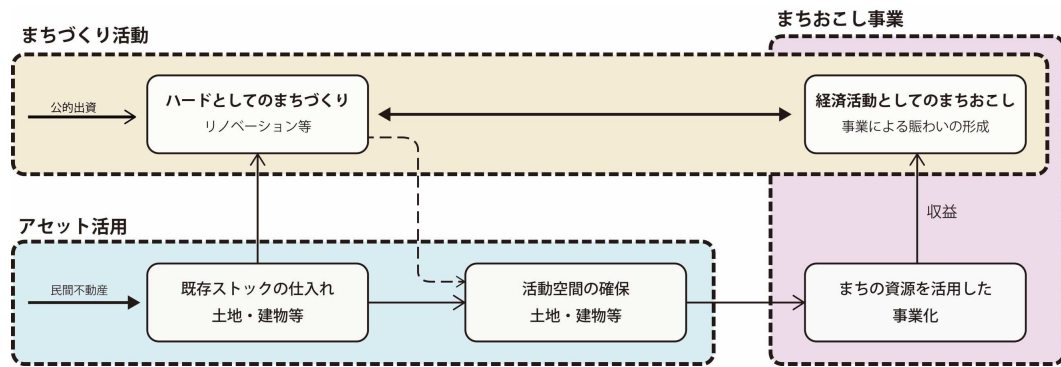 まちおこし事業
まちづくり活動
公的出資
ハードとしてのまちづくり
リノベーション等
経済活動としてのまちおこし
事業による賑わいの形成
収益
アセット活用
民間不動産
既存ストックの仕入れ
土地・建物等
活動空間の確保
土地・建物等
まちの資源を活用した
事業化